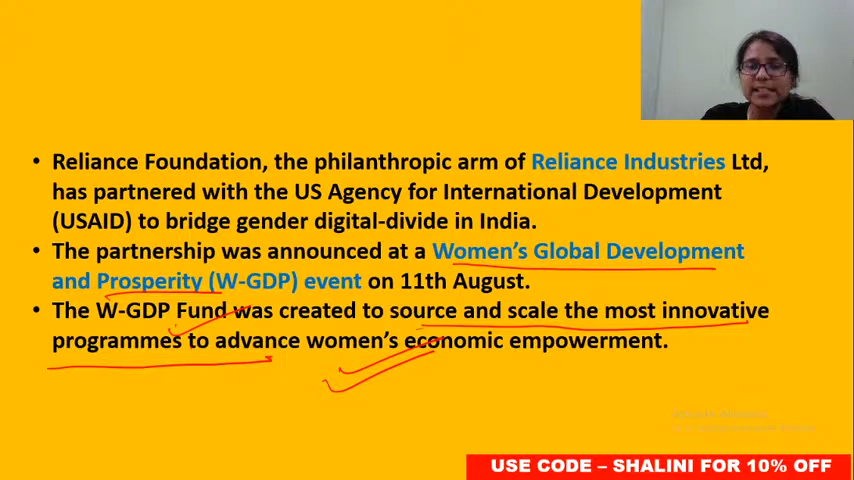 • Reliance Foundation, the philanthropic arm of Reliance Industries Ltd,
has partnered with the US Agency for International Development
(USAID) to bridge gender digital-divide in India.
• The partnership was announced at a Women's Global Development
and Prosperity (W-GDP) event on 11th August.
• The W-GDP Fund was created to source and scale the most innovative
programmes to advance women's economic empowerment.
USE CODE – SHALINI FOR 10% OFF